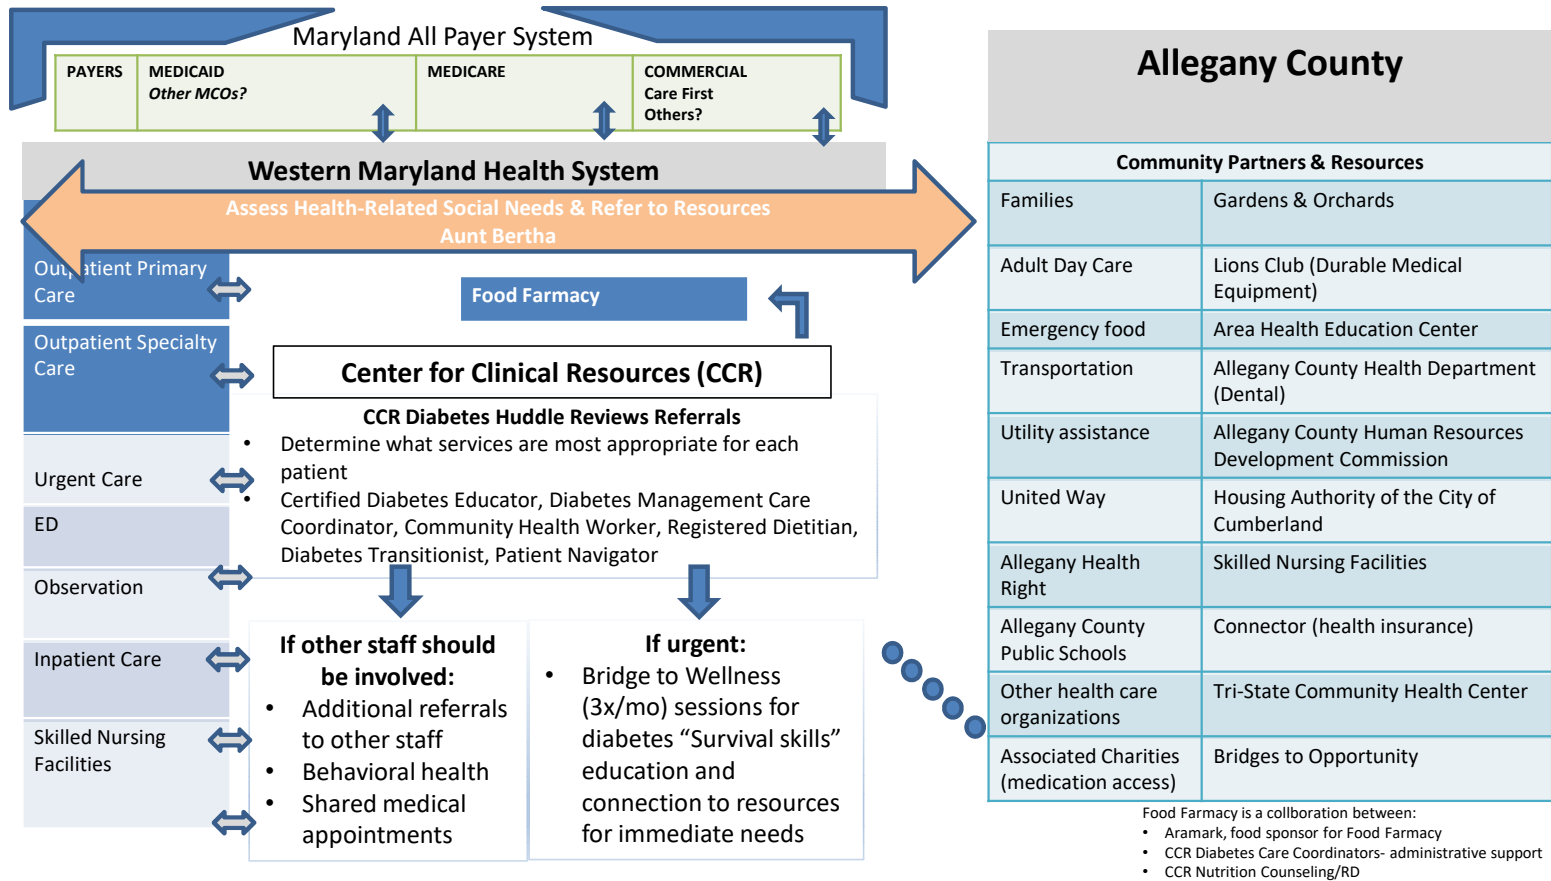 Maryland All Payer System
PAYERS
MEDICAID
Other MCOs?
MEDICARE
COMMERCIAL
Care First
Others?
Western Maryland Health System
Assess Health-Related Social Needs & Refer to Resources
Aunt Bertha
Outpatient Primary
Care
Outpatient Specialty
Care
Urgent Care
ED
Observation
Inpatient Care
Skilled Nursing
Facilities
Food Farmacy
Center for Clinical Resources (CCR)
CCR Diabetes Huddle Reviews Referrals
• Determine what services are most appropriate for each
patient
• Certified Diabetes Educator, Diabetes Management Care
Coordinator, Community Health Worker, Registered Dietitian,
Diabetes Transitionist, Patient Navigator
If other staff should
be involved:
• Additional referrals
to other staff
• Behavioral health
• Shared medical
appointments
If urgent:
• Bridge to Wellness
(3x/mo) sessions for
diabetes “Survival skills”
education and
connection to resources
for immediate needs
Allegany County
Community Partners & Resources
Families
Gardens & Orchards
Adult Day Care
Lions Club (Durable Medical
Equipment)
Emergency food
Area Health Education Center
Transportation
Allegany County Health Department
(Dental)
Utility assistance
Allegany County Human Resources
Development Commission
United Way
Housing Authority of the City of
Cumberland
Allegany Health
Right
Skilled Nursing Facilities
Allegany County
Public Schools
Connector (health insurance)
Other health care
organizations
Tri-State Community Health Center
Associated Charities
(medication access)
Bridges to Opportunity
Food Farmacy is a collboration between:
• Aramark, food sponsor for Food Farmacy
• CCR Diabetes Care Coordinators- administrative support
• CCR Nutrition Counseling/RD